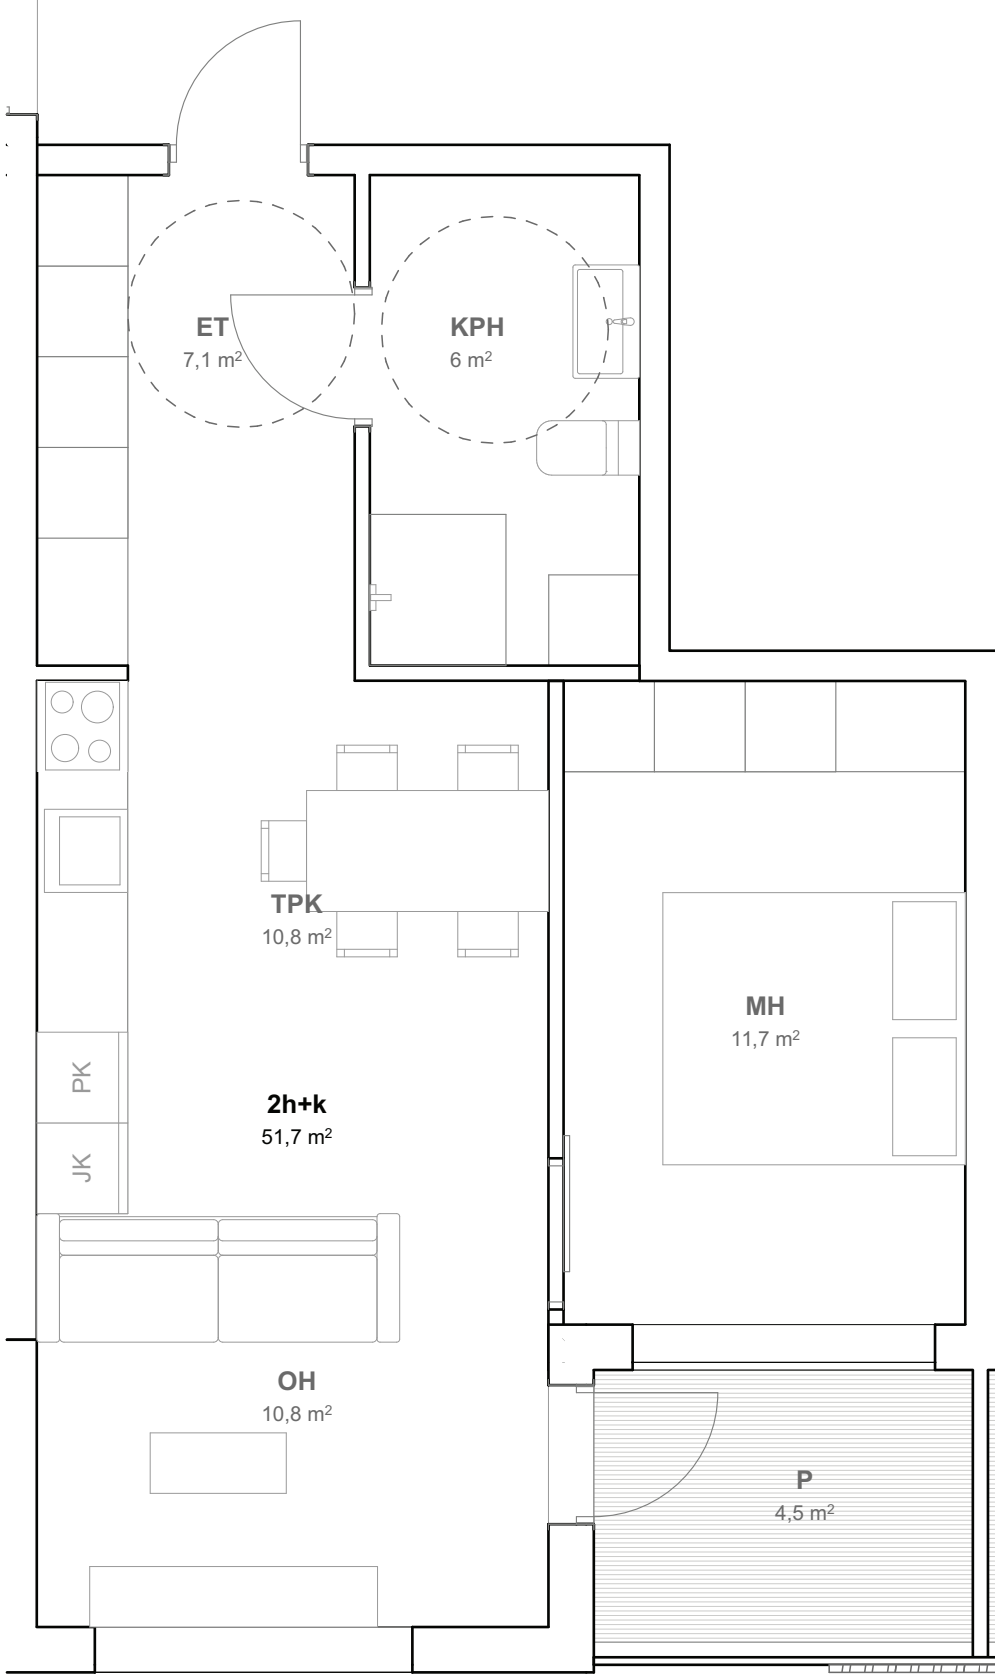 ET
7,1 m²
KPH
6 m²
TPK
10,8 m²
MH
11,7 m²
PK
2h+k
51,7 m²
JK
OH
10,8 m²
P
4,5 m²